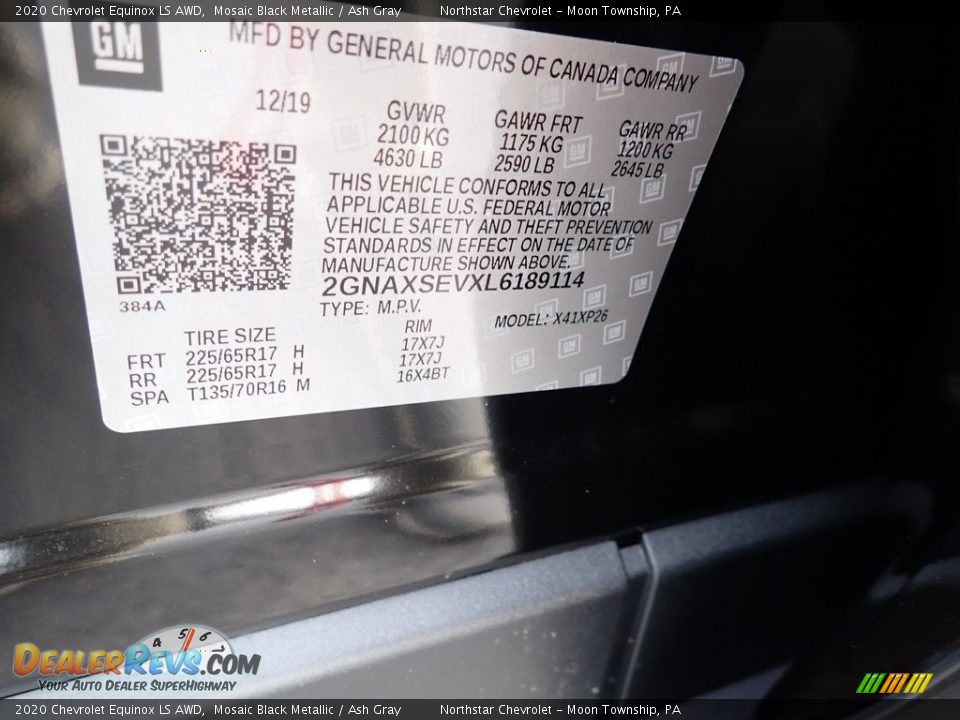 2020 Chevrolet Equinox LS AWD, Mosaic Black Metallic / Ash Gray Northstar Chevrolet - Moon Township, PA
GM
MFD BY GENERAL MOTORS OF CANADA COMPANY
12/19
GVWR GAWR FRT GAWR RR
2100 KG 1175 KG 1200 KG
4630 LB 2590 LB 2645 LB
THIS VEHICLE CONFORMS TO ALL
APPLICABLE U.S. FEDERAL MOTOR
VEHICLE SAFETY AND THEFT PREVENTION
STANDARDS IN EFFECT ON THE DATE OF
MANUFACTURE SHOWN ABOVE.
2GNAXSEVXL6189114
384A
TYPE: M.P.V. MODEL: X41XP26
TIRE SIZE RIM
FRT 225/65R17 H 17X7J
RR 225/65R17 H 17X7J
SPA T135/70R16 M 16X4BT
4 5 6
DEALERREVS.COM
YOUR AUTO DEALER SUPERHIGHWAY
2020 Chevrolet Equinox LS AWD, Mosaic Black Metallic / Ash Gray Northstar Chevrolet - Moon Township, PA